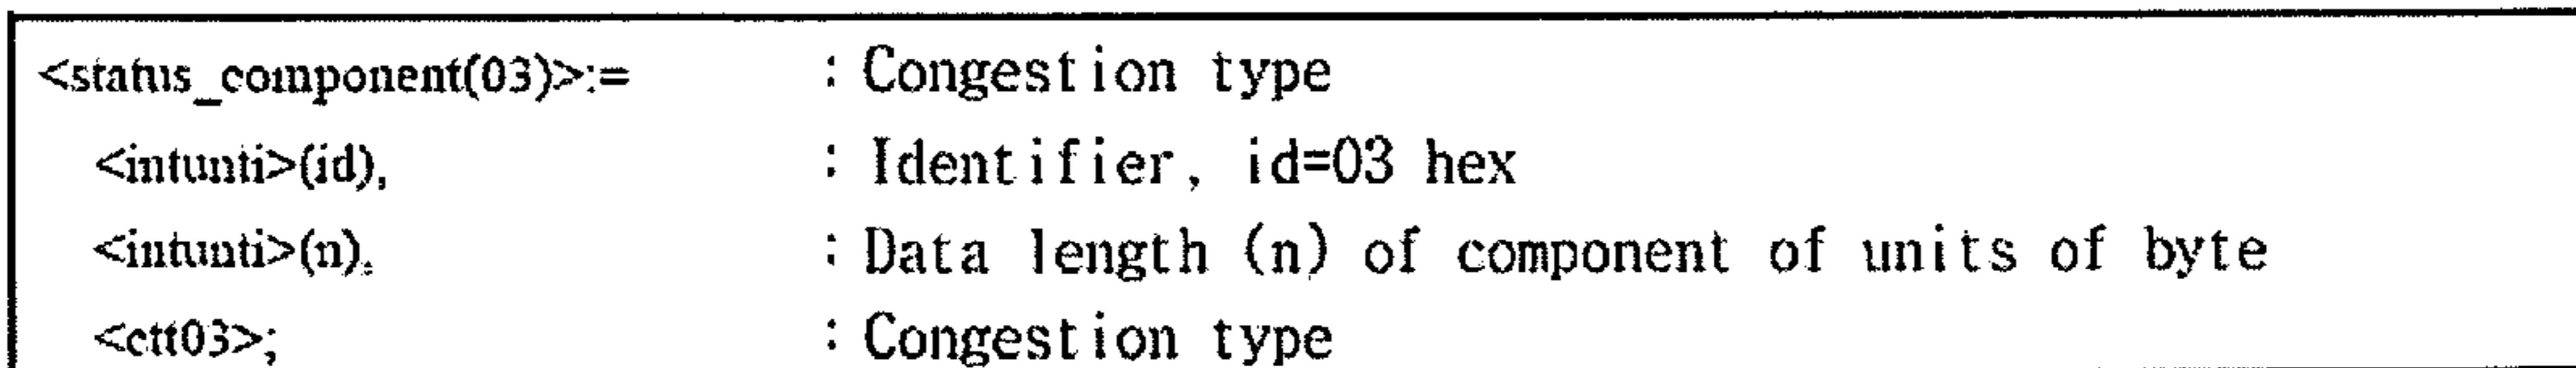 <status_component(03)>:= : Congestion type
<intunti>(id), : Identifier, id=03 hex
<intunti>(n), : Data length (n) of component of units of byte
<ctt03>; : Congestion type